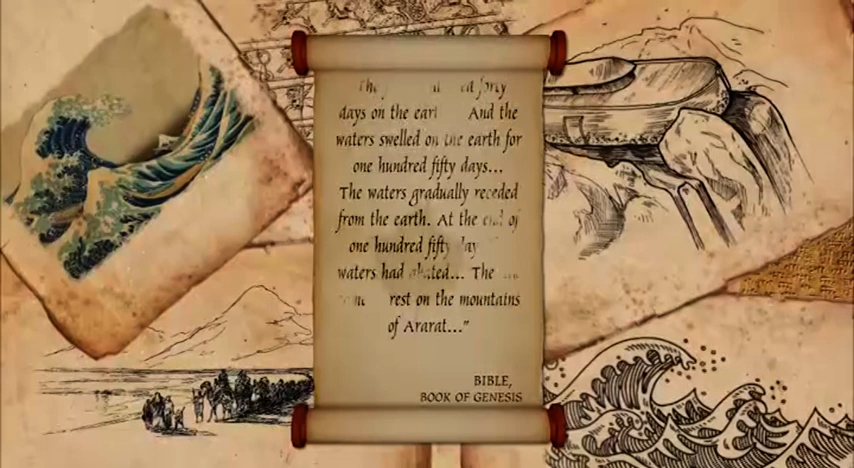 forty
days on the And the
waters swelled on the earth for
one hundred fifty days...
The waters gradually receded
from the earth. At the end of
one hundred fifty
waters had abated... The
rest on the mountains
of Ararat..."
BIBLE,
BOOK OF GENESIS